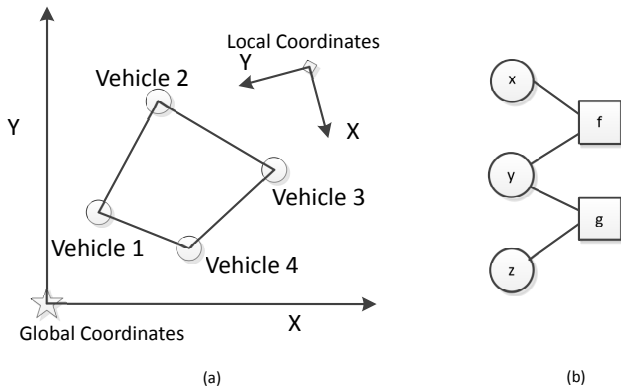 Local Coordinates
Y
X
Vehicle 2
Y
Vehicle 3
Vehicle 1
Vehicle 4
Global Coordinates
X
(a)
x
f
y
g
z
(b)